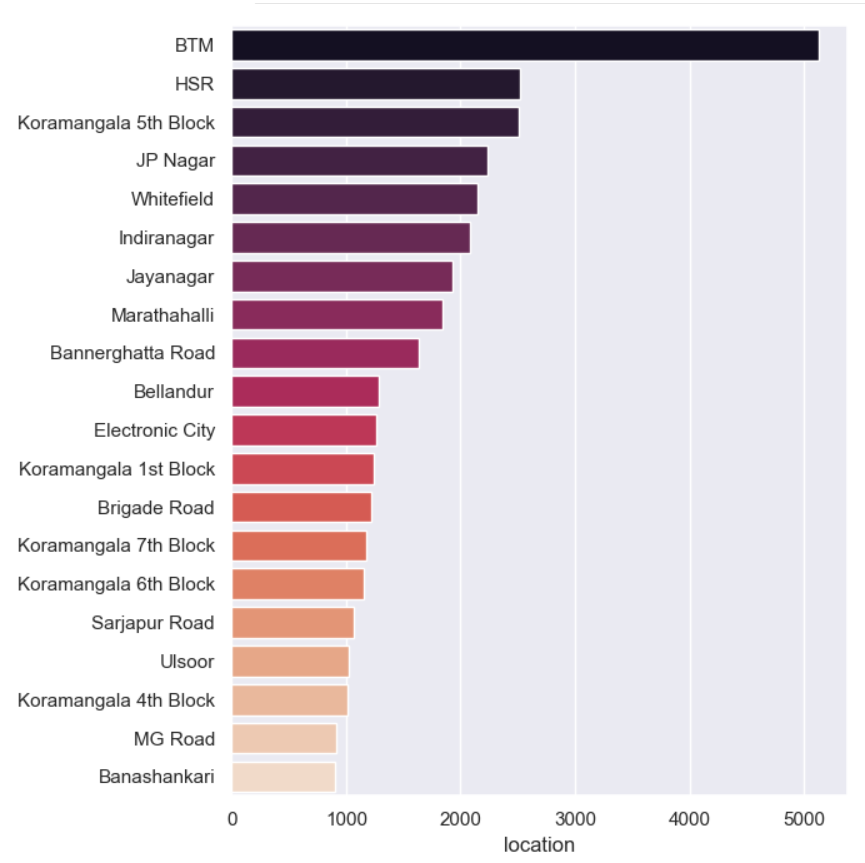 BTM
HSR
Koramangala 5th Block
JP Nagar
Whitefield
Indiranagar
Jayanagar
Marathahalli
Bannerghatta Road
Bellandur
Electronic City
Koramangala 1st Block
Brigade Road
Koramangala 7th Block
Koramangala 6th Block
Sarjapur Road
Ulsoor
Koramangala 4th Block
MG Road
Banashankari
0 1000 2000 3000 4000 5000
location